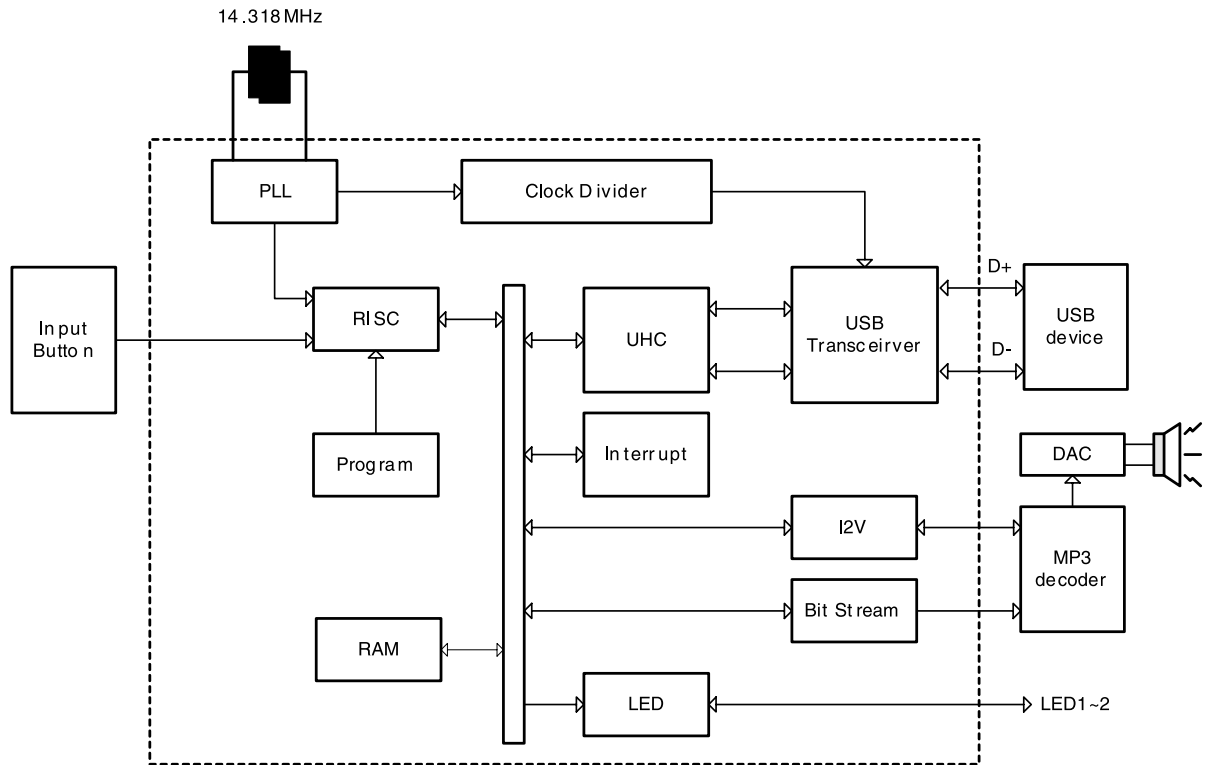 14.318MHz
PLL
Clock Divider
D+
Input
Button
RISC
UHC
USB
Transceirver
USB
device
D-
Program
Interrupt
DAC
I2V
MP3
decoder
Bit Stream
RAM
LED
LED1~2